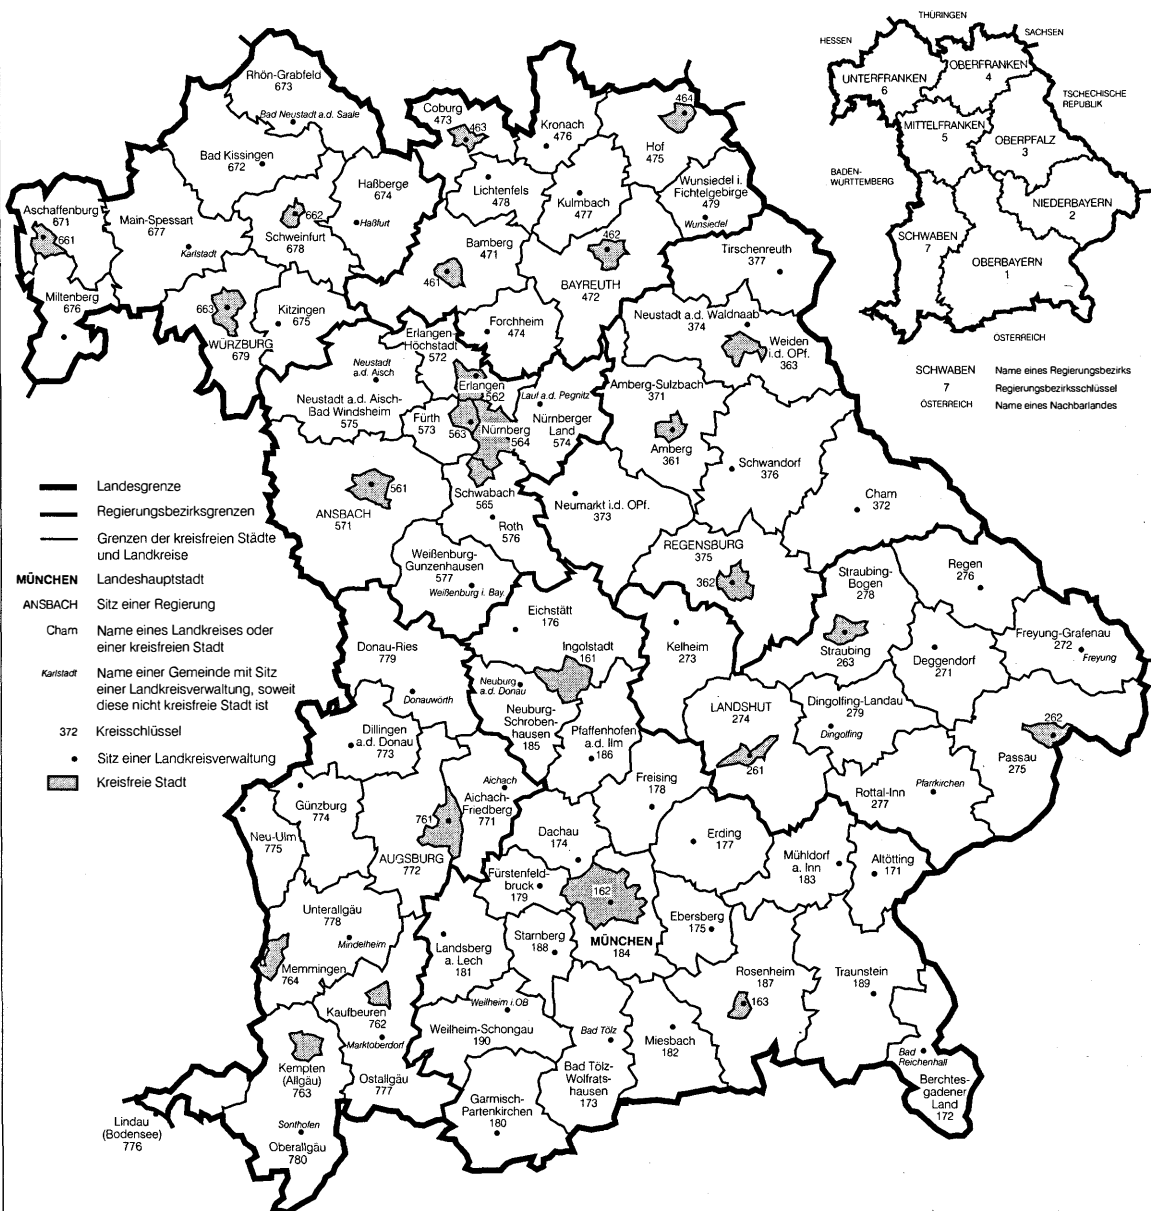 THÜRINGEN
HESSEN
SACHSEN
OBERFRANKEN
4
UNTERFRANKEN
6
TSCHECHISCHE
REPUBLIK
MITTELFRANKEN
5
OBERPFALZ
3
BADEN-
WÜRTTEMBERG
NIEDERBAYERN
2
SCHWABEN
7
OBERBAYERN
1
ÖSTERREICH
SCHWABEN Name eines Regierungsbezirks
7 Regierungsbezirksschlüssel
ÖSTERREICH Name eines Nachbarlandes
Rhön-Grabfeld
673
Bad Neustadt a.d. Saale
Coburg
473
463
Kronach
476
464
Hof
475
Bad Kissingen
672
Haßberge
674
Haßfurt
Lichtenfels
478
Kulmbach
477
Wunsiedel i.
Fichtelgebirge
479
Wunsiedel
Aschaffenburg
671
661
Main-Spessart
677
Karlstadt
662
Schweinfurt
678
Bamberg
471
461
462
BAYREUTH
472
Tirschenreuth
377
Miltenberg
676
663
WÜRZBURG
679
Kitzingen
675
Erlangen-
Höchstadt
572
Forchheim
474
Neustadt a.d. Waldnaab
374
Weiden
i.d. OPf.
363
Neustadt
a.d. Aisch
Neustadt a.d. Aisch-
Bad Windsheim
575
Erlangen
562
Lauf a.d. Pegnitz
Nürnberger
Land
574
Fürth
573
563
Nürnberg
564
Amberg-Sulzbach
371
Amberg
361
Schwandorf
376
Cham
372
561
ANSBACH
571
Schwabach
565
Roth
576
Neumarkt i.d. OPf.
373
REGENSBURG
375
362
Weißenburg-
Gunzenhausen
577
Weißenburg i. Bay.
Straubing-
Bogen
278
Straubing
263
Regen
276
Freyung-Grafenau
272
Freyung
Deggendorf
271
Eichstätt
176
Ingolstadt
161
Kelheim
273
Donau-Ries
779
Donauwörth
Neuburg
a.d. Donau
Neuburg-
Schroben-
hausen
185
Pfaffenhofen
a.d. Ilm
186
LANDSHUT
274
261
Dingolfing-Landau
279
Dingolfing
262
Passau
275
Dillingen
a.d. Donau
773
Freising
178
Rottal-Inn
277
Pfarrkirchen
Günzburg
774
Neu-Ulm
775
761
AUGSBURG
772
Aichach
Aichach-
Friedberg
771
Dachau
174
Erding
177
Mühldorf
a. Inn
183
Altötting
171
Fürstenfeld-
bruck
179
162
MÜNCHEN
184
Ebersberg
175
Unterallgäu
778
Mindelheim
Memmingen
764
Landsberg
a. Lech
181
Starnberg
188
Rosenheim
187
163
Traunstein
189
Kaufbeuren
762
Marktoberdorf
Weilheim i.OB
Weilheim-Schongau
190
Bad Tölz
Bad Tölz-
Wolfrats-
hausen
173
Miesbach
182
Bad
Reichenhall
Berchtes-
gadener
Land
172
Kempten
(Allgäu)
763
Ostallgäu
777
Garmisch-
Partenkirchen
180
Lindau
(Bodensee)
776
Sonthofen
Oberallgäu
780
Landesgrenze
Regierungsbezirksgrenzen
Grenzen der kreisfreien Städte
und Landkreise
MÜNCHEN Landeshauptstadt
ANSBACH Sitz einer Regierung
Cham Name eines Landkreises oder
einer kreisfreien Stadt
Karlstadt Name einer Gemeinde mit Sitz
einer Landkreisverwaltung, soweit
diese nicht kreisfreie Stadt ist
372 Kreisschlüssel
Sitz einer Landkreisverwaltung
Kreisfreie Stadt